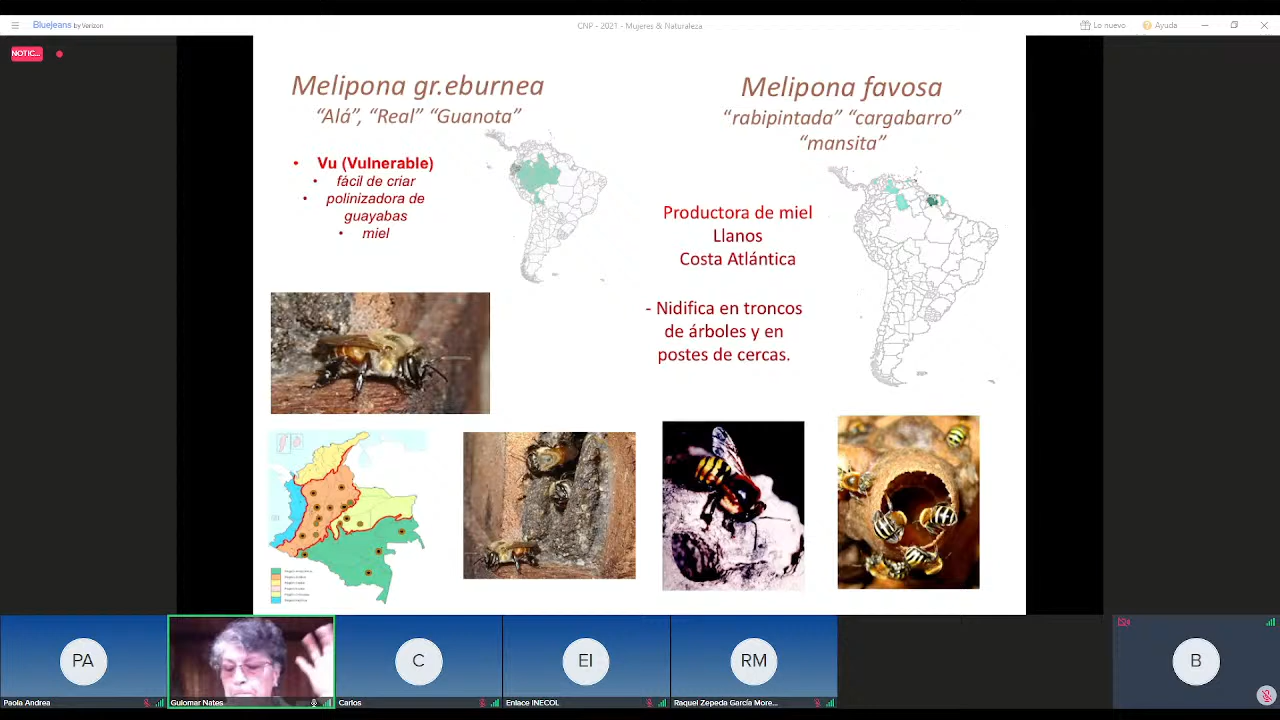 Bluejeans by Verizon
CNP - 2021 - Mujeres & Naturaleza
Lo nuevo
Ayuda
NOTIC...
Melipona gr.eburnea
“Alá”, “Real” “Guanota”
• Vu (Vulnerable)
• fácil de criar
• polinizadora de
guayabas
• miel
Melipona favosa
“rabipintada” “cargabarro”
“mansita”
Productora de miel
Llanos
Costa Atlántica
- Nidifica en troncos
de árboles y en
postes de cercas.
PA
C
EI
RM
B
Paola Andrea
Guiomar Nates
Carlos
Enlace INECOL
Raquel Zepeda García More...